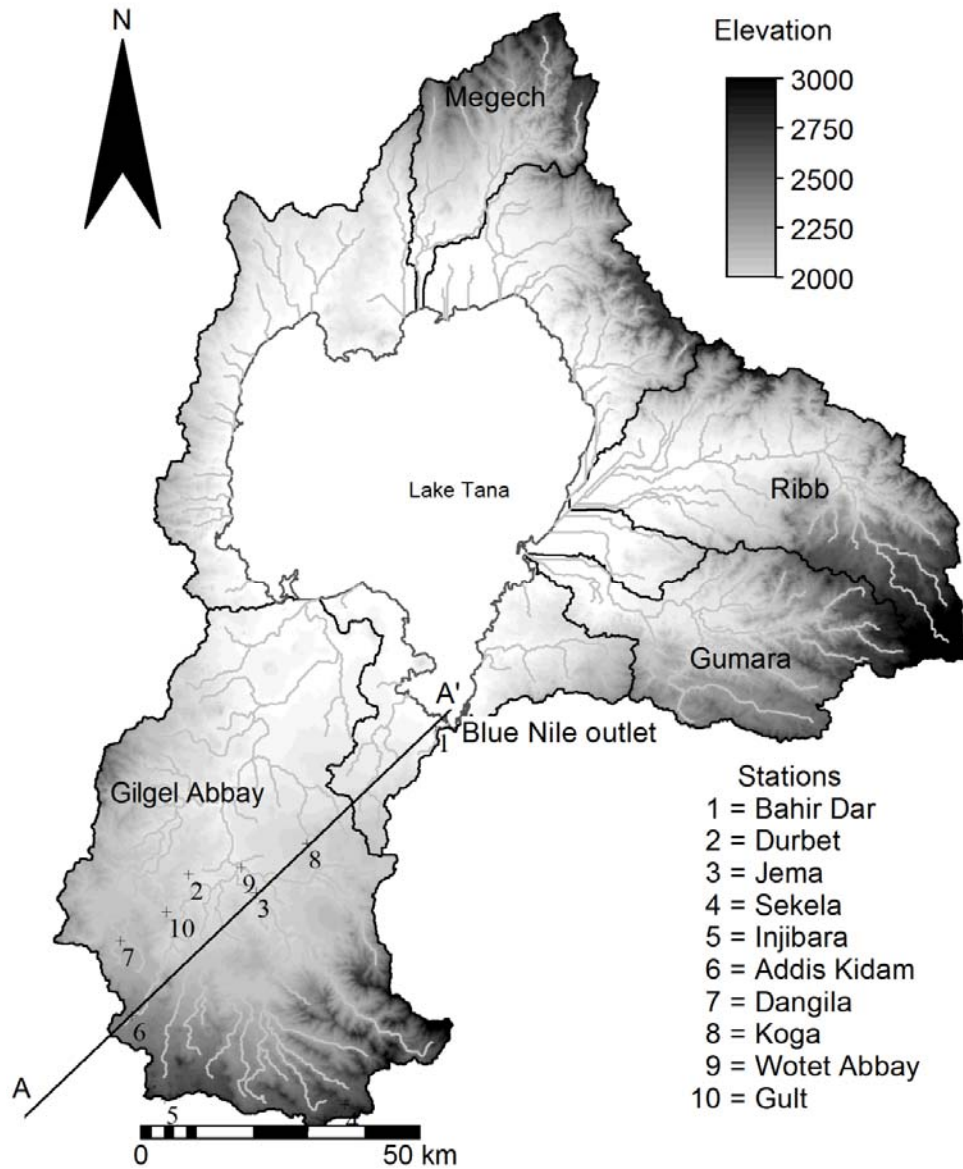 N
Elevation
3000
2750
2500
2250
2000
Megech
Lake Tana
Ribb
Gumara
A'
Blue Nile outlet
1
Gilgel Abbay
8
9
2
3
10
7
6
A
5
4
0 50 km
Stations
1 = Bahir Dar
2 = Durbet
3 = Jema
4 = Sekela
5 = Injibara
6 = Addis Kidam
7 = Dangila
8 = Koga
9 = Wotet Abbay
10 = Gult